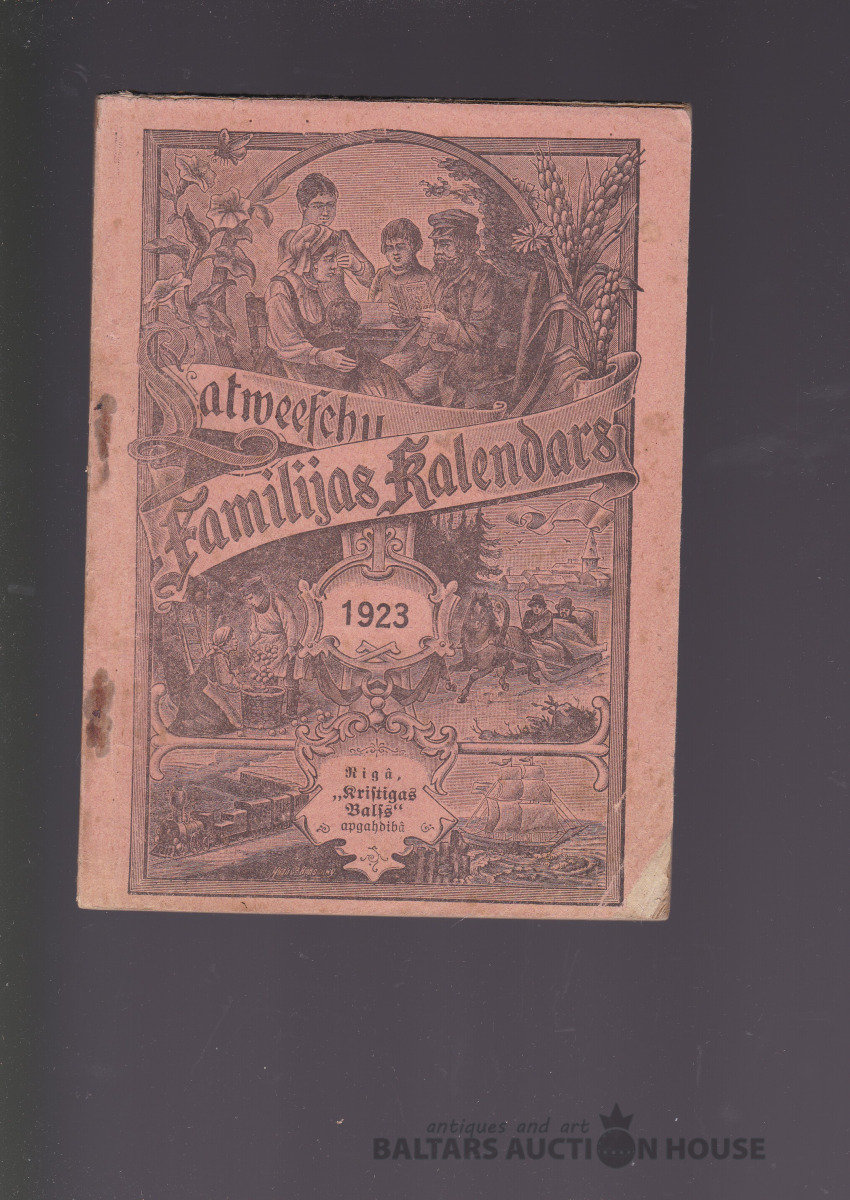 Latweeſchu
Familijas Kalendars
1923
Rigâ,
„Kriſtigas
Balſs“
apgahdibâ
antiques and art
BALTARS AUCTION HOUSE